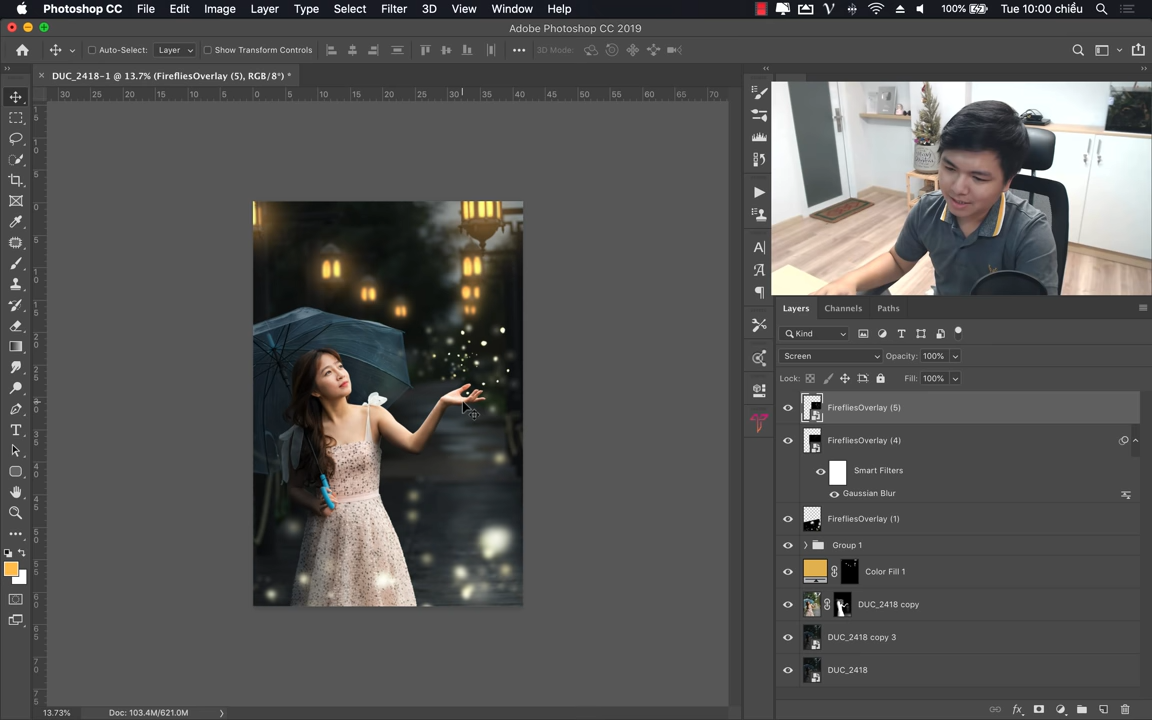 Photoshop CC File Edit Image Layer Type Select Filter 3D View Window Help 100% Tue 10:00 chiều
Adobe Photoshop CC 2019
Auto-Select: Layer Show Transform Controls 3D Mode:
× DUC_2418-1 @ 13.7% (FirefliesOverlay (5), RGB/8*) *
30 25 20 15 10 5 0 5 10 15 20 25 30 35 40 45 50 55 60 65 70
Layers Channels Paths
Kind
Screen Opacity: 100%
Lock: Fill: 100%
FirefliesOverlay (5)
FirefliesOverlay (4)
Smart Filters
Gaussian Blur
FirefliesOverlay (1)
Group 1
Color Fill 1
DUC_2418 copy
DUC_2418 copy 3
DUC_2418
13.73% Doc: 103.4M/621.0M